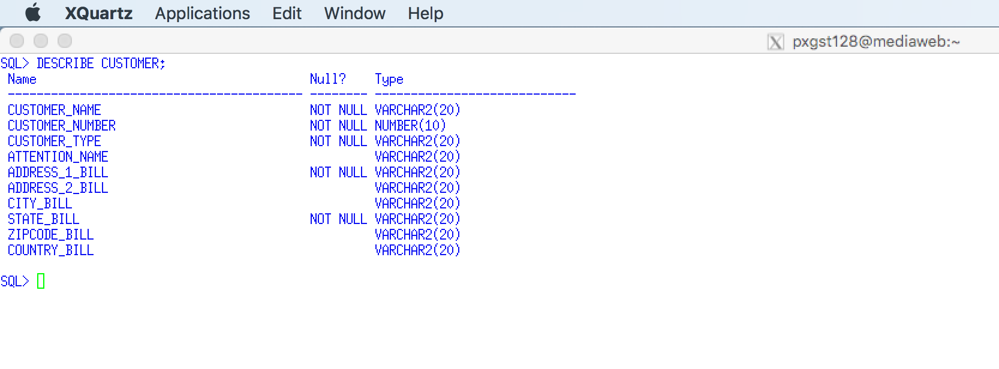 XQuartz Applications Edit Window Help
pxgst128@mediaweb:~
SQL> DESCRIBE CUSTOMER;
Name Null? Type
----------------------------------------- -------- ----------------------------
CUSTOMER_NAME NOT NULL VARCHAR2(20)
CUSTOMER_NUMBER NOT NULL NUMBER(10)
CUSTOMER_TYPE NOT NULL VARCHAR2(20)
ATTENTION_NAME VARCHAR2(20)
ADDRESS_1_BILL NOT NULL VARCHAR2(20)
ADDRESS_2_BILL VARCHAR2(20)
CITY_BILL VARCHAR2(20)
STATE_BILL NOT NULL VARCHAR2(20)
ZIPCODE_BILL VARCHAR2(20)
COUNTRY_BILL VARCHAR2(20)
SQL>